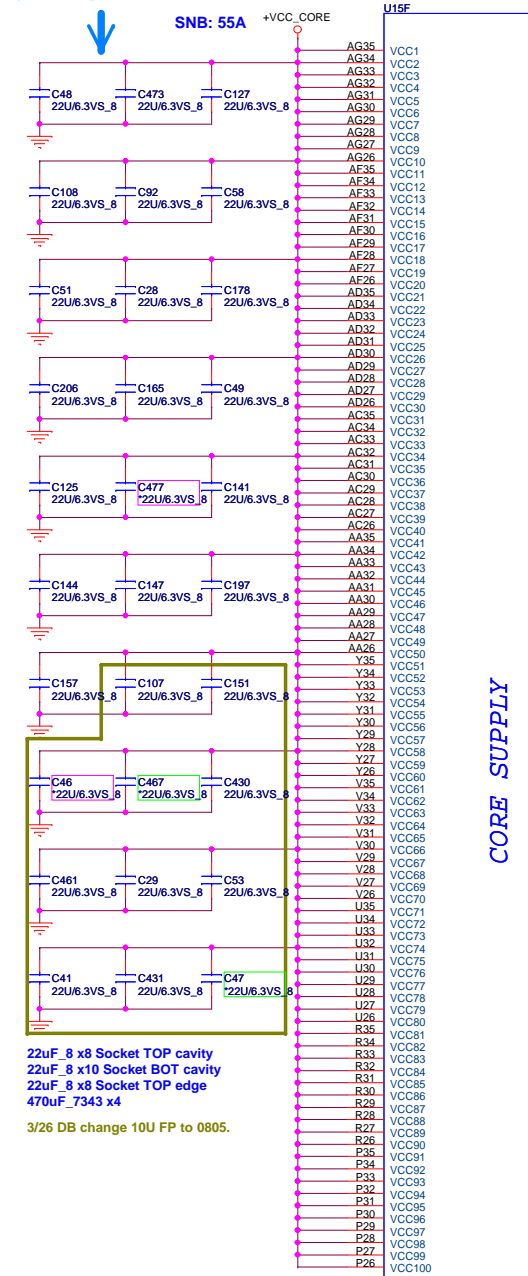 SNB: 55A
+VCC_CORE
U15F
C48 C473 C127
22U/6.3VS_8 22U/6.3VS_8 22U/6.3VS_8
C108 C92 C58
22U/6.3VS_8 22U/6.3VS_8 22U/6.3VS_8
C51 C28 C178
22U/6.3VS_8 22U/6.3VS_8 22U/6.3VS_8
C206 C165 C49
22U/6.3VS_8 22U/6.3VS_8 22U/6.3VS_8
C125 C477 C141
22U/6.3VS_8 *22U/6.3VS_8 22U/6.3VS_8
C144 C147 C197
22U/6.3VS_8 22U/6.3VS_8 22U/6.3VS_8
C157 C107 C151
22U/6.3VS_8 22U/6.3VS_8 22U/6.3VS_8
C46 C467 C430
*22U/6.3VS_8 *22U/6.3VS_8 22U/6.3VS_8
C461 C29 C53
22U/6.3VS_8 22U/6.3VS_8 22U/6.3VS_8
C41 C431 C47
22U/6.3VS_8 22U/6.3VS_8 *22U/6.3VS_8
22uF_8 x8 Socket TOP cavity
22uF_8 x10 Socket BOT cavity
22uF_8 x8 Socket TOP edge
470uF_7343 x4
3/26 DB change 10U FP to 0805.
AG35 VCC1
AG34 VCC2
AG33 VCC3
AG32 VCC4
AG31 VCC5
AG30 VCC6
AG29 VCC7
AG28 VCC8
AG27 VCC9
AG26 VCC10
AF35 VCC11
AF34 VCC12
AF33 VCC13
AF32 VCC14
AF31 VCC15
AF30 VCC16
AF29 VCC17
AF28 VCC18
AF27 VCC19
AF26 VCC20
AD35 VCC21
AD34 VCC22
AD33 VCC23
AD32 VCC24
AD31 VCC25
AD30 VCC26
AD29 VCC27
AD28 VCC28
AD27 VCC29
AD26 VCC30
AC35 VCC31
AC34 VCC32
AC33 VCC33
AC32 VCC34
AC31 VCC35
AC30 VCC36
AC29 VCC37
AC28 VCC38
AC27 VCC39
AC26 VCC40
AA35 VCC41
AA34 VCC42
AA33 VCC43
AA32 VCC44
AA31 VCC45
AA30 VCC46
AA29 VCC47
AA28 VCC48
AA27 VCC49
AA26 VCC50
Y35 VCC51
Y34 VCC52
Y33 VCC53
Y32 VCC54
Y31 VCC55
Y30 VCC56
Y29 VCC57
Y28 VCC58
Y27 VCC59
Y26 VCC60
V35 VCC61
V34 VCC62
V33 VCC63
V32 VCC64
V31 VCC65
V30 VCC66
V29 VCC67
V28 VCC68
V27 VCC69
V26 VCC70
U35 VCC71
U34 VCC72
U33 VCC73
U32 VCC74
U31 VCC75
U30 VCC76
U29 VCC77
U28 VCC78
U27 VCC79
U26 VCC80
R35 VCC81
R34 VCC82
R33 VCC83
R32 VCC84
R31 VCC85
R30 VCC86
R29 VCC87
R28 VCC88
R27 VCC89
R26 VCC90
P35 VCC91
P34 VCC92
P33 VCC93
P32 VCC94
P31 VCC95
P30 VCC96
P29 VCC97
P28 VCC98
P27 VCC99
P26 VCC100
CORE SUPPLY